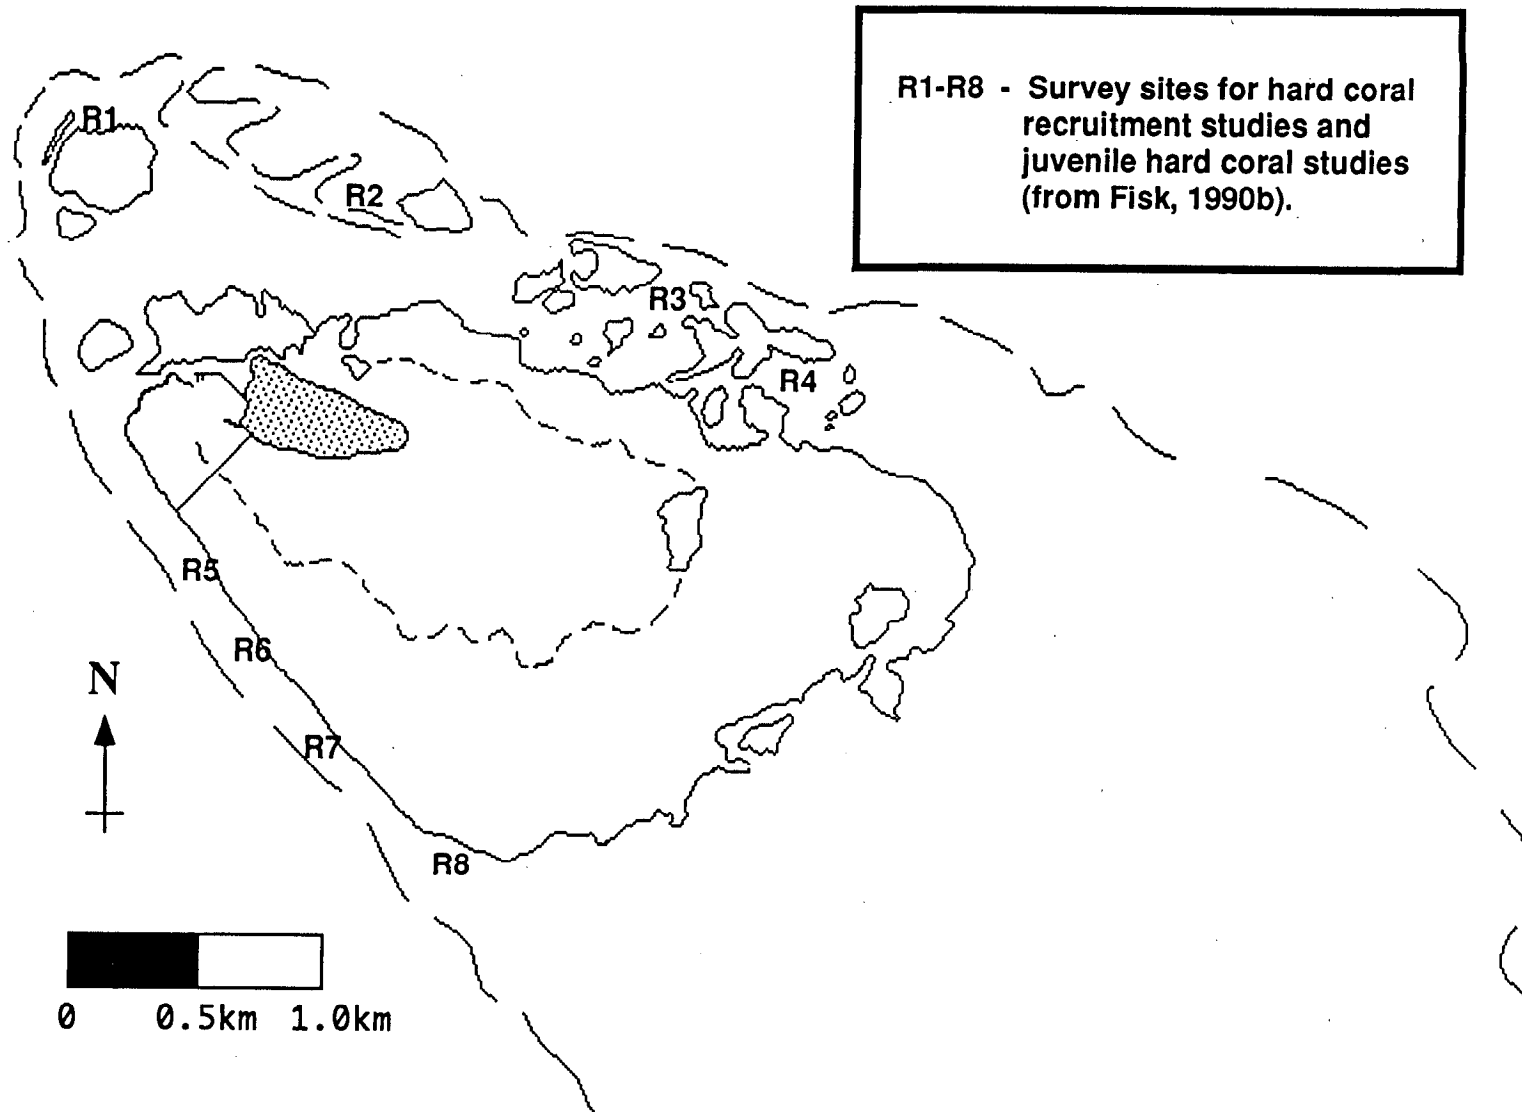 R1-R8 - Survey sites for hard coral
recruitment studies and
juvenile hard coral studies
(from Fisk, 1990b).
R1
R2
R3
R4
R5
R6
R7
R8
N
0 0.5km 1.0km